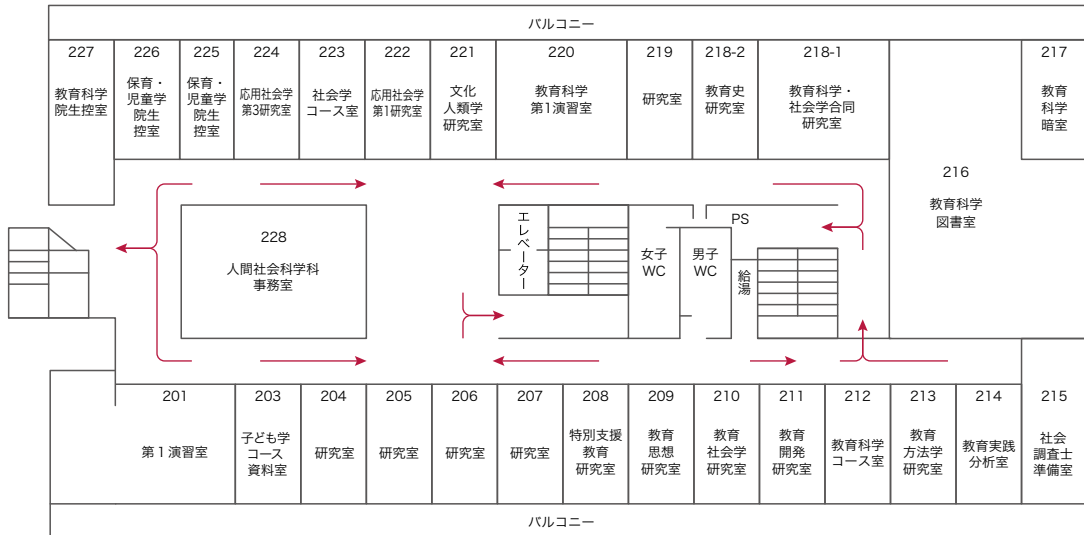 バルコニー
227
教育科学
院生控室
226
保育・
児童学
院生
控室
225
保育・
児童学
院生
控室
224
応用社会学
第3研究室
223
社会学
コース室
222
応用社会学
第1研究室
221
文化
人類学
研究室
220
教育科学
第1演習室
219
研究室
218-2
教育史
研究室
218-1
教育科学・
社会学合同
研究室
217
教育
科学
暗室
216
教育科学
図書室
228
人間社会科学科
事務室
エレベーター
女子
WC
男子
WC
PS
給湯
201
第1演習室
203
子ども学
コース
資料室
204
研究室
205
研究室
206
研究室
207
研究室
208
特別支援
教育
研究室
209
教育
思想
研究室
210
教育
社会学
研究室
211
教育
開発
研究室
212
教育科学
コース室
213
教育
方法学
研究室
214
教育実践
分析室
215
社会
調査士
準備室
バルコニー